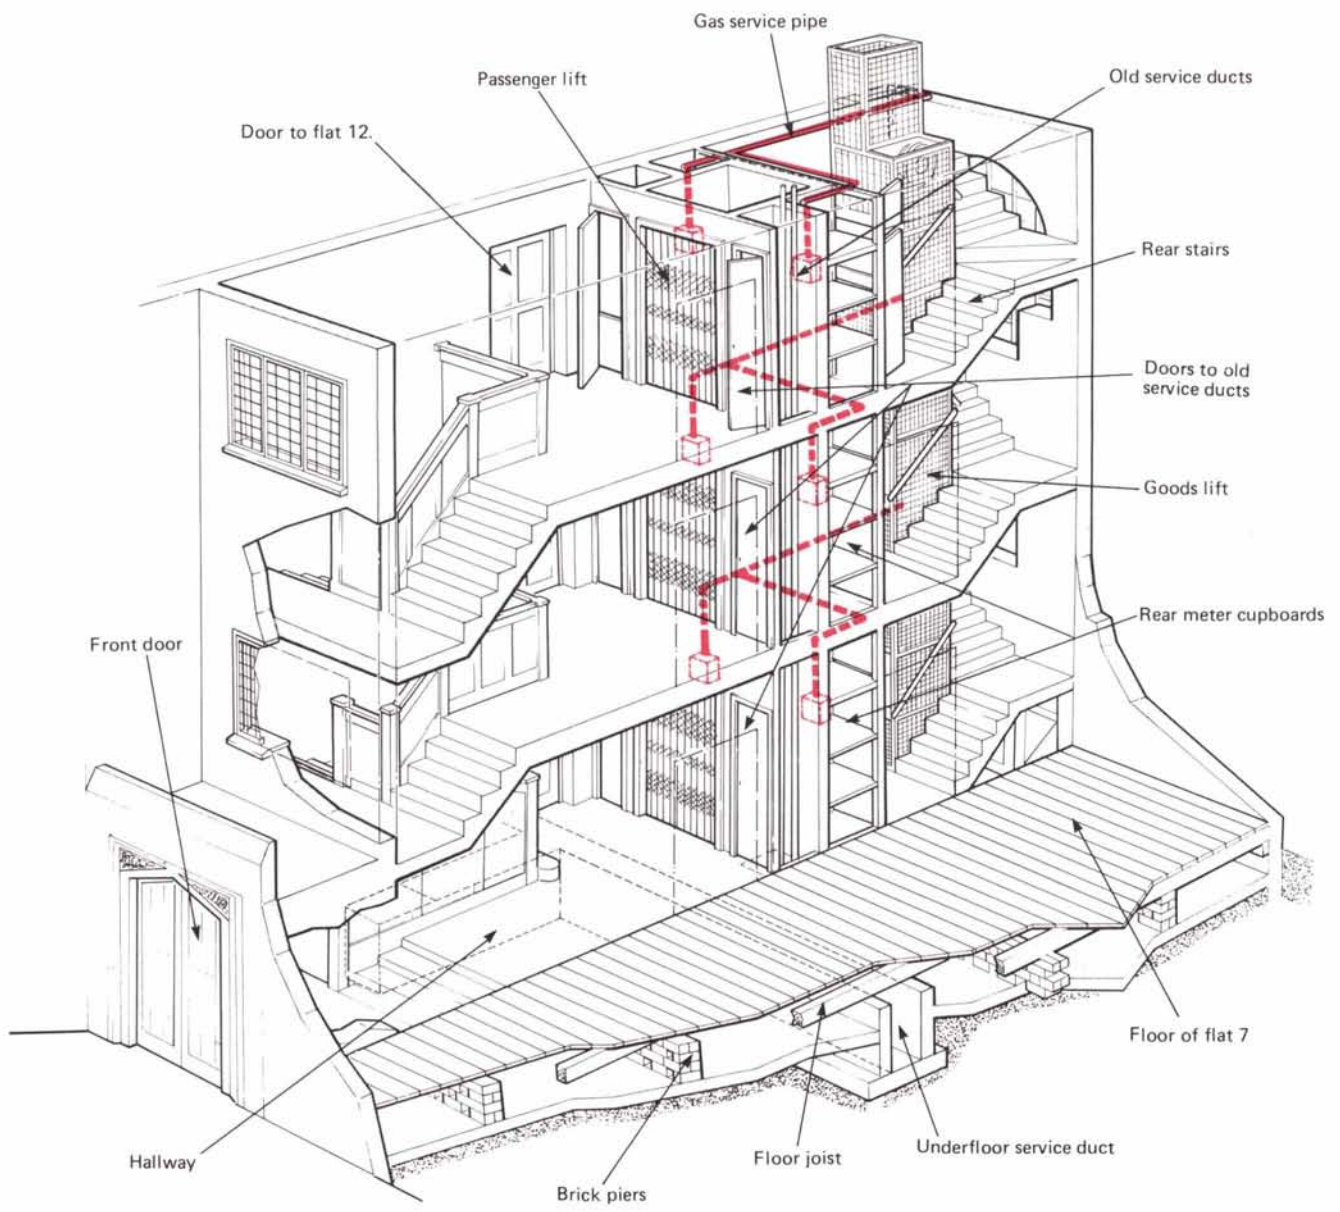 Gas service pipe
Passenger lift
Old service ducts
Door to flat 12.
Rear stairs
Doors to old
service ducts
Goods lift
Rear meter cupboards
Front door
Floor of flat 7
Underfloor service duct
Floor joist
Hallway
Brick piers